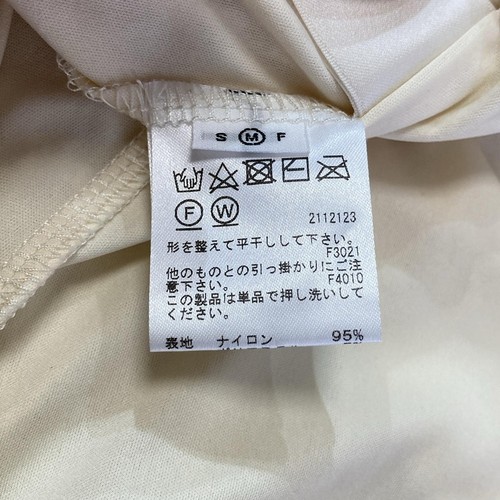 S M F
F W
2112123
形を整えて平干しして下さい。
F3021
他のものとの引っ掛かりにご注
意下さい。 F4010
この製品は単品で押し洗いして
ください。
表地 ナイロン 95%